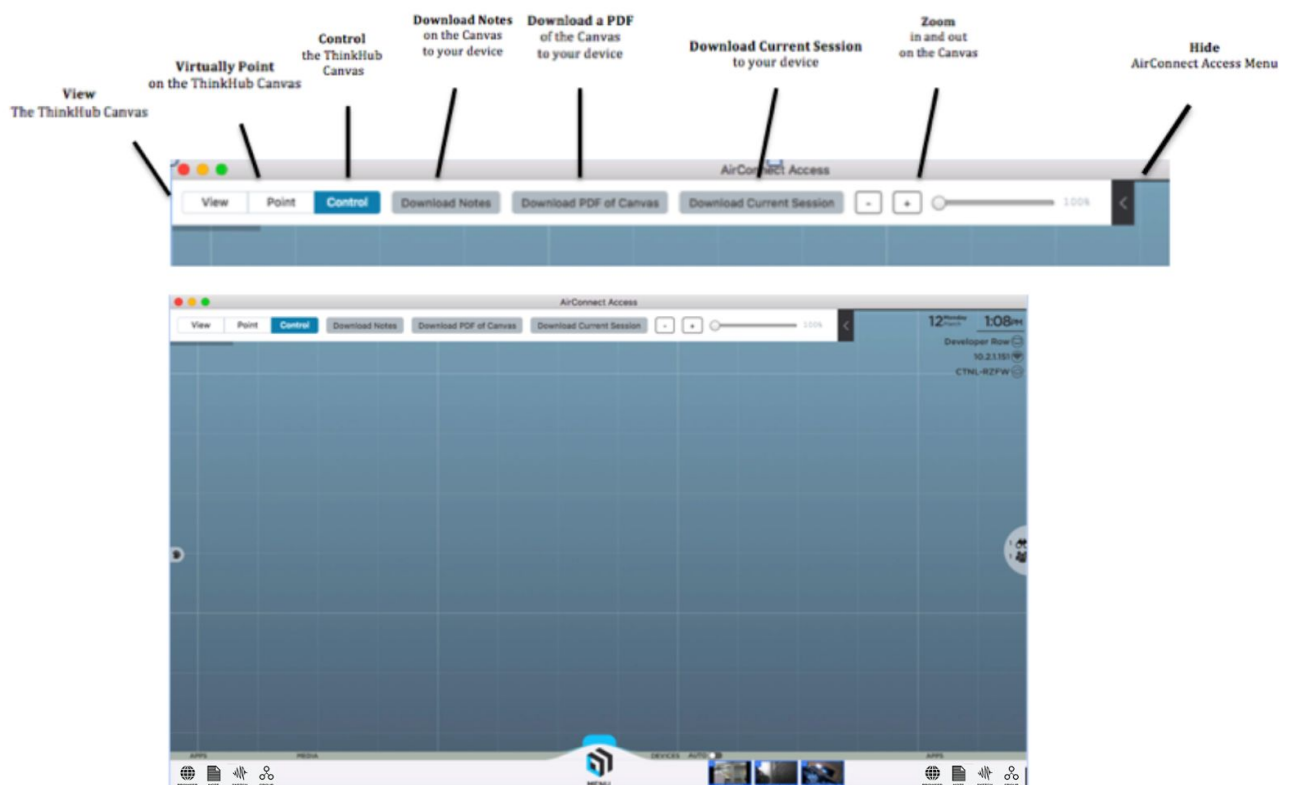 Download Notes
on the Canvas
to your device
Download a PDF
of the Canvas
to your device
Zoom
in and out
on the Canvas
Control
the ThinkHub
Canvas
Download Current Session
to your device
Hide
AirConnect Access Menu
Virtually Point
on the ThinkHub Canvas
View
The ThinkHub Canvas
AirConnect Access
View Point Control Download Notes Download PDF of Canvas Download Current Session - + 100% <
AirConnect Access
View Point Control Download Notes Download PDF of Canvas Download Current Session - + 100% <
12 Monday March 1:08PM
Developer Row
10.2.1.151
CTNL-RZFW
1
1
APPS MEDIA DEVICES AUTO APPS
MENU